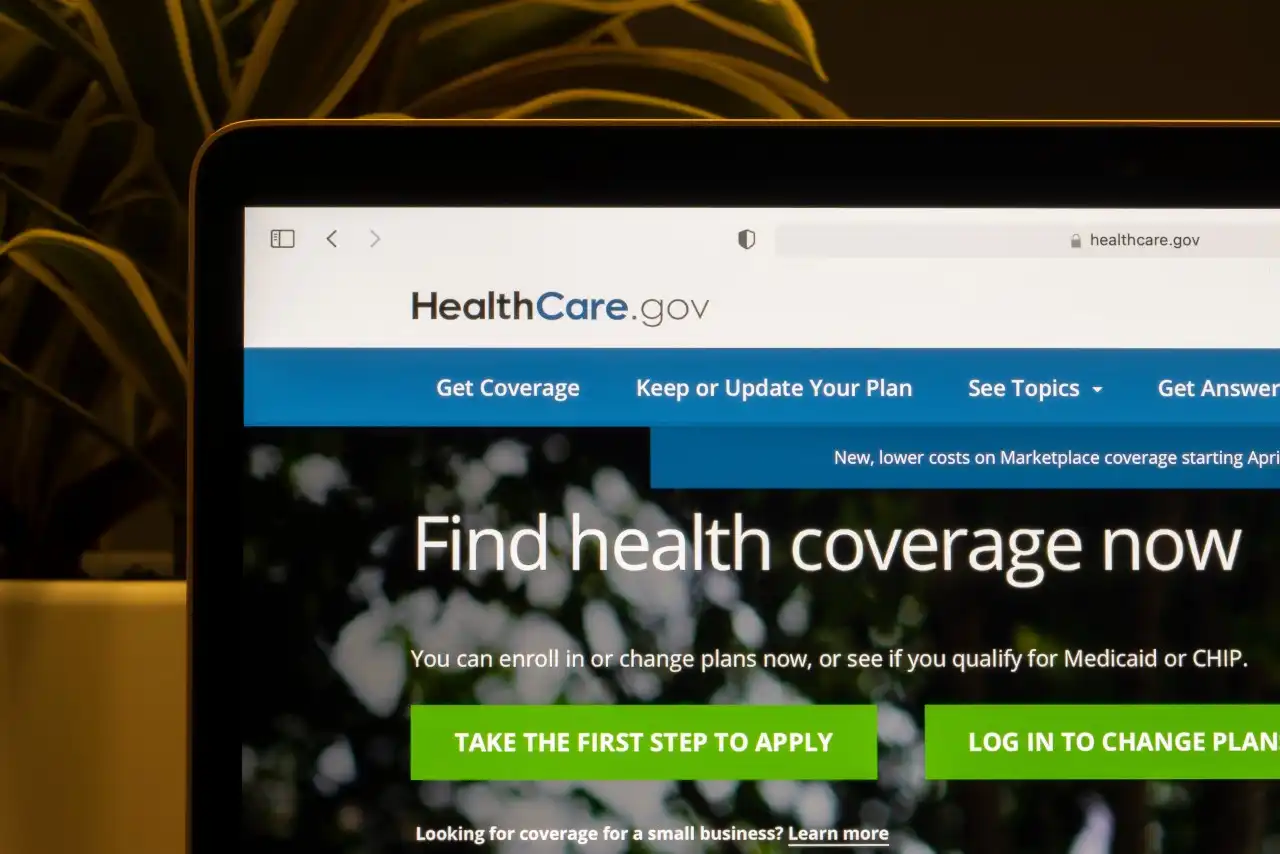 healthcare.gov
HealthCare.gov
Get Coverage Keep or Update Your Plan See Topics Get Answer
New, lower costs on Marketplace coverage starting Apri
Find health coverage now
You can enroll in or change plans now, or see if you qualify for Medicaid or CHIP.
TAKE THE FIRST STEP TO APPLY LOG IN TO CHANGE PLANS
Looking for coverage for a small business? Learn more